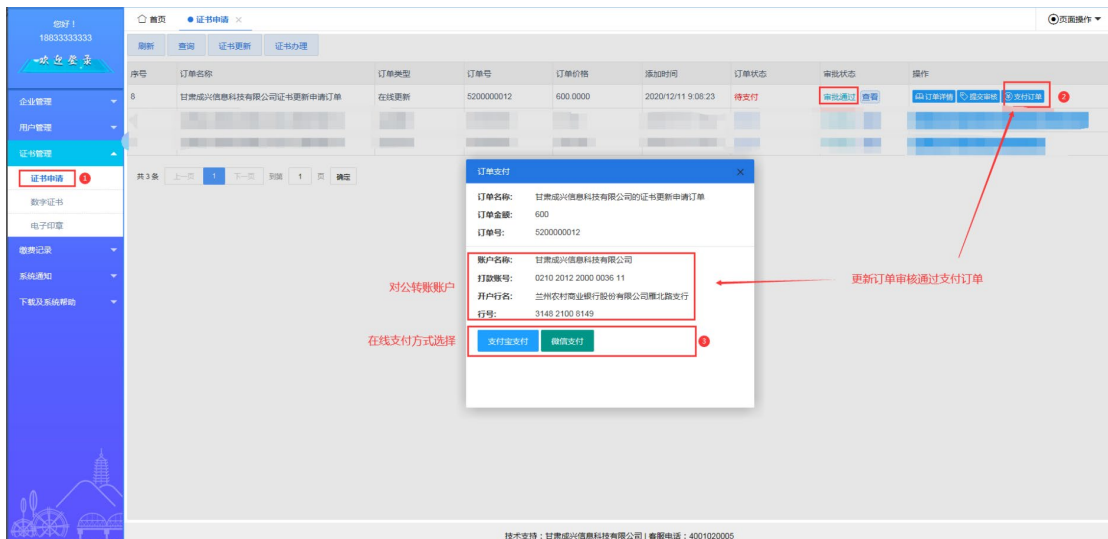 您好！
18833333333
欢迎登录
企业管理
用户管理
证书管理
证书申请 1
数字证书
电子印章
缴费记录
系统通知
下载及系统帮助
首页 证书申请 × 页面操作
刷新 查询 证书更新 证书办理
序号 订单名称 订单类型 订单号 订单价格 添加时间 订单状态 审批状态 操作
8 甘肃成兴信息科技有限公司证书更新申请订单 在线更新 5200000012 600.0000 2020/12/11 9:08:23 待支付 审批通过 查看 订单详情 提交审核 支付订单 2
共3条 上一页 1 下一页 到第 1 页 确定
订单支付 ×
订单名称: 甘肃成兴信息科技有限公司的证书更新申请订单
订单金额: 600
订单号: 5200000012
账户名称: 甘肃成兴信息科技有限公司
打款账号: 0210 2012 2000 0036 11
开户行名: 兰州农村商业银行股份有限公司雁北路支行
行号: 3148 2100 8149
对公转账账户
更新订单审核通过支付订单
在线支付方式选择
支付宝支付 微信支付 3
技术支持：甘肃成兴信息科技有限公司 | 客服电话：4001020005